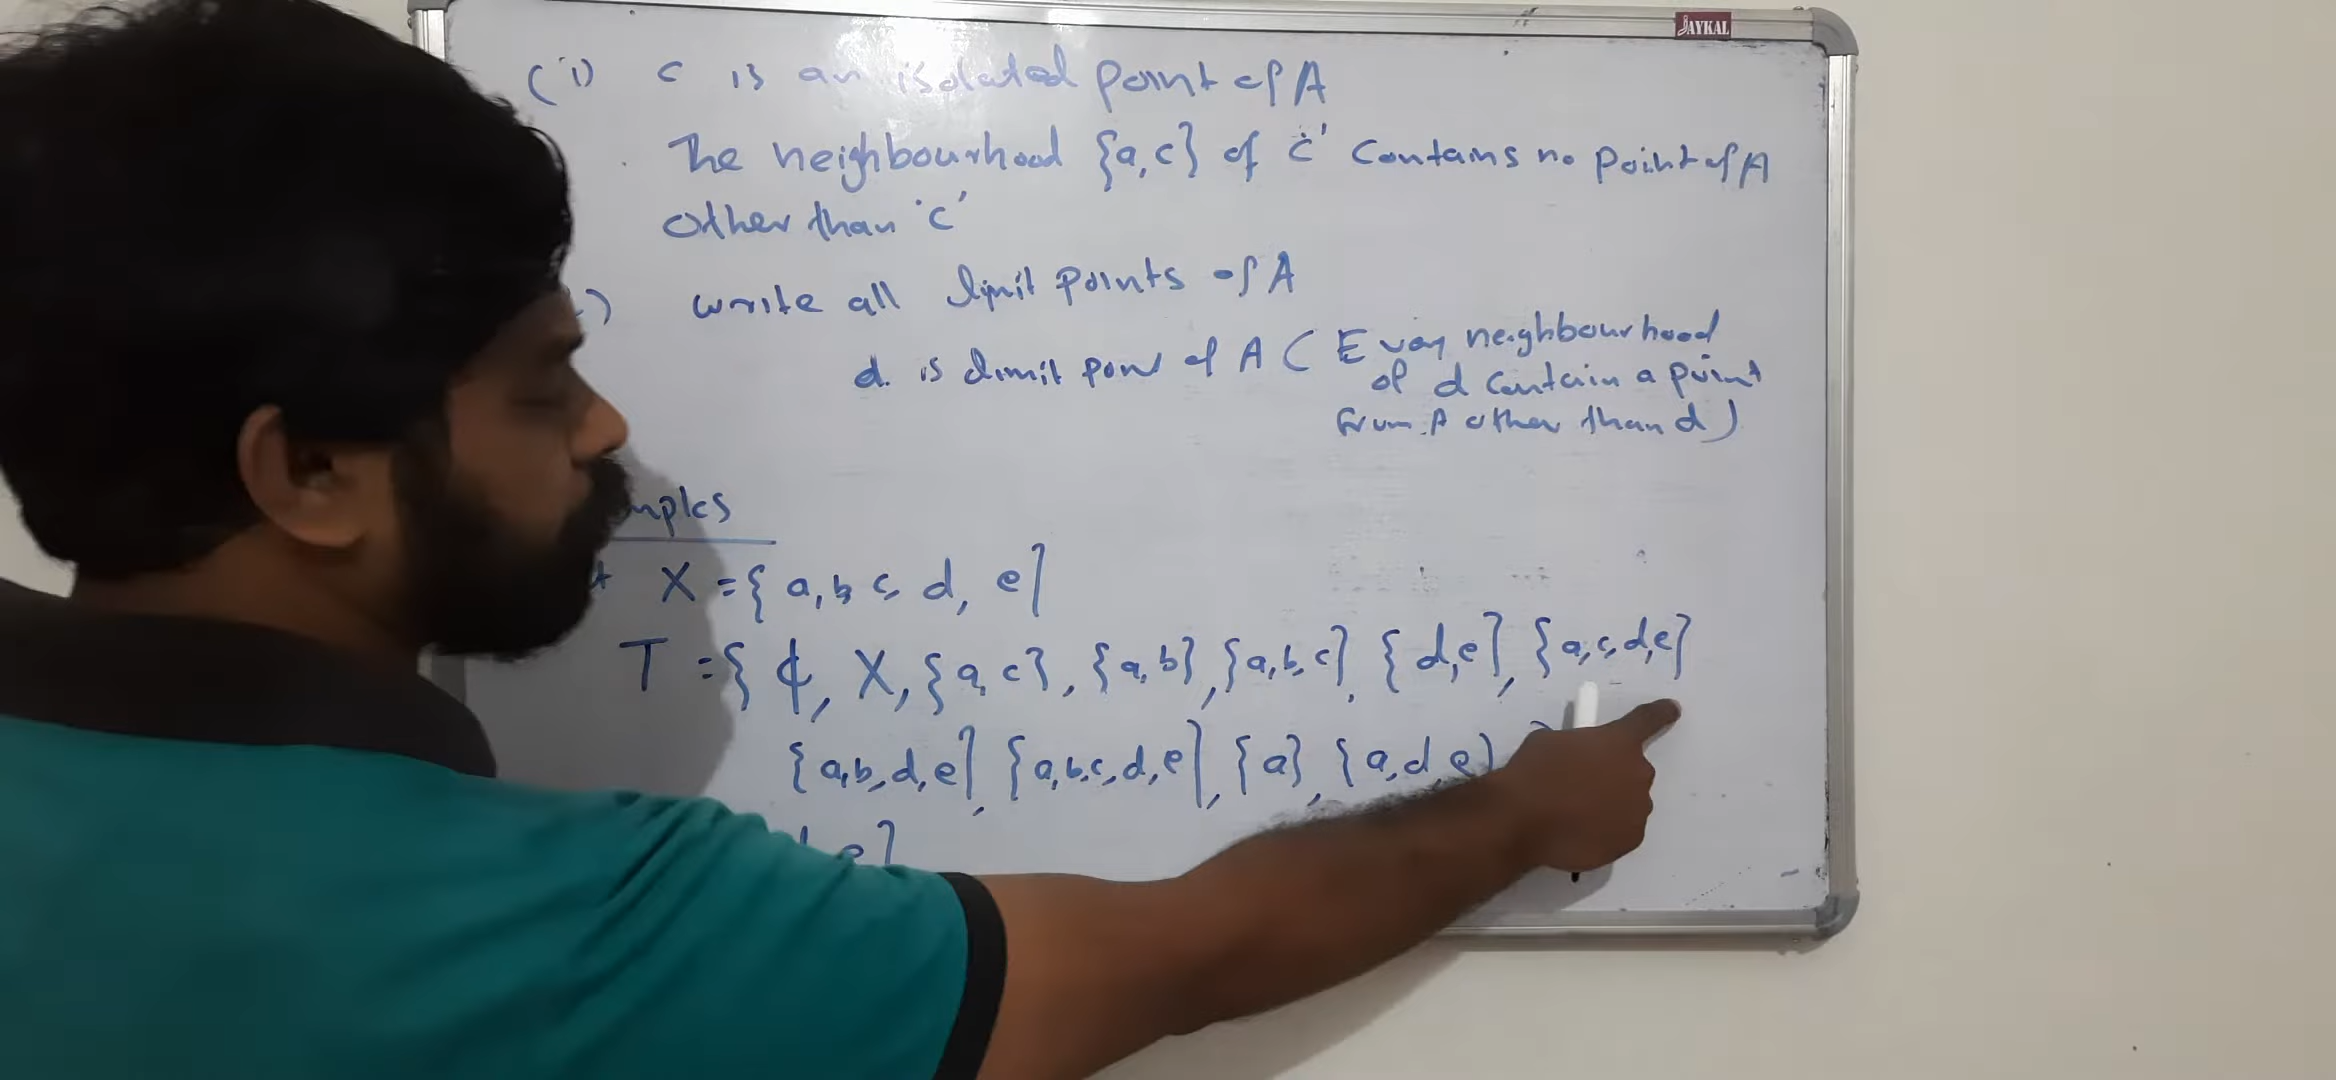 JAYKAL
(i) c is an isolated point of A
The neighbourhood {a, c} of 'c' contains no point of A
other than 'c'
) write all limit points of A
d. is limit point of A ( Every neighbourhood
of d contain a point
from A other than d )
mples
X = { a, b, c, d, e }
T = { ϕ, X, {a, c}, {a, b}, {a, b, c}, {d, e}, {a, c, d, e}
{a, b, d, e}, {a, b, c, d, e}, {a}, {a, d, e}
e }